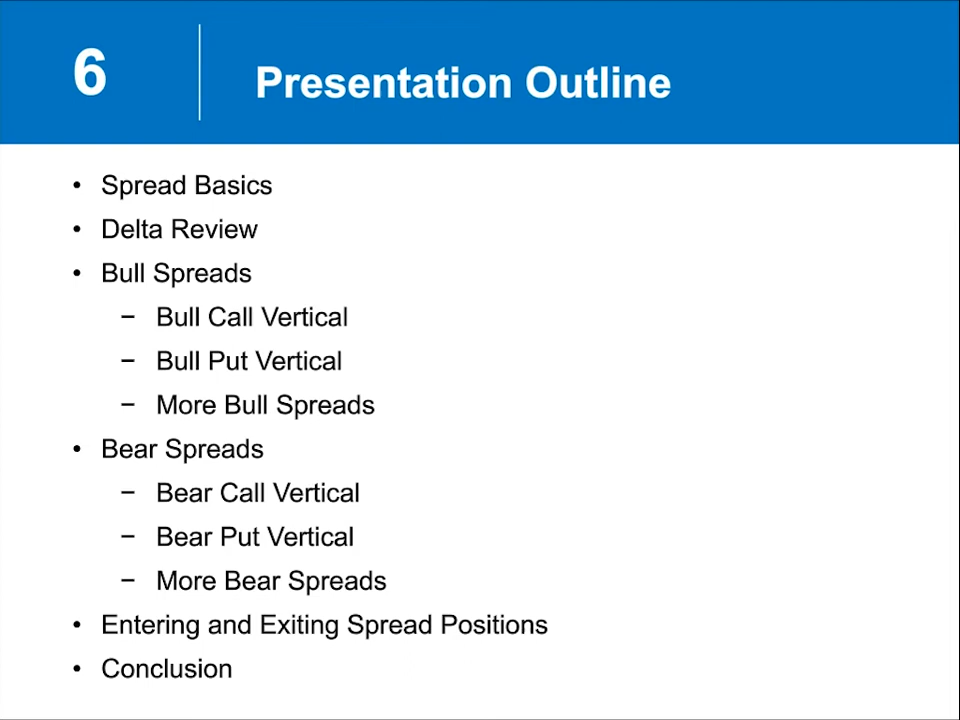 6
Presentation Outline
• Spread Basics
• Delta Review
• Bull Spreads
− Bull Call Vertical
− Bull Put Vertical
− More Bull Spreads
• Bear Spreads
− Bear Call Vertical
− Bear Put Vertical
− More Bear Spreads
• Entering and Exiting Spread Positions
• Conclusion